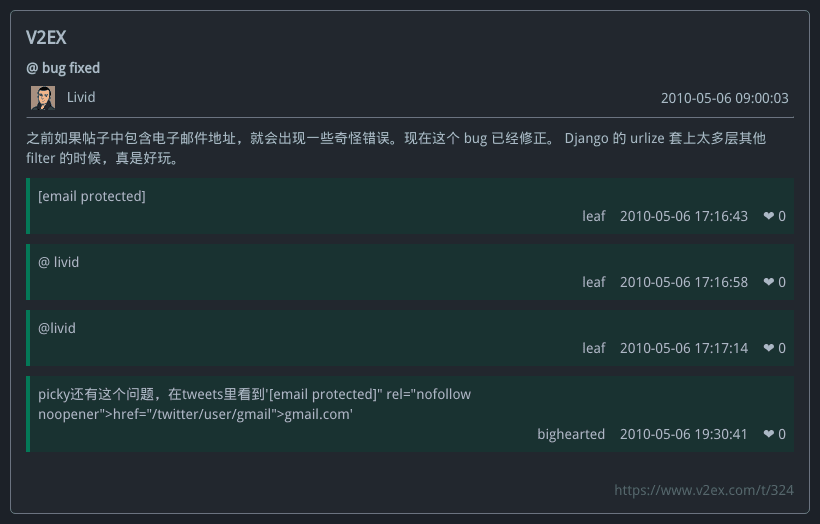 V2EX
@ bug fixed
Livid
2010-05-06 09:00:03
之前如果帖子中包含电子邮件地址，就会出现一些奇怪错误。现在这个 bug 已经修正。 Django 的 urlize 套上太多层其他
filter 的时候，真是好玩。
[email protected]
leaf 2010-05-06 17:16:43 ❤ 0
@ livid
leaf 2010-05-06 17:16:58 ❤ 0
@livid
leaf 2010-05-06 17:17:14 ❤ 0
picky还有这个问题，在tweets里看到'[email protected]" rel="nofollow
noopener">href="/twitter/user/gmail">gmail.com'
bighearted 2010-05-06 19:30:41 ❤ 0
https://www.v2ex.com/t/324